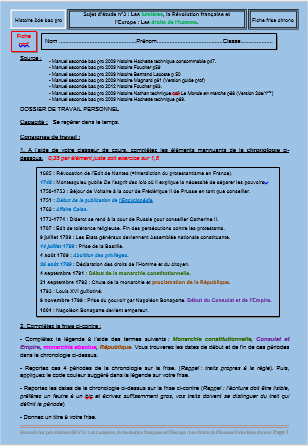 Histoire 2de bac pro
Sujet d'étude n°3 : Les lumières, la Révolution française et l'Europe : Les droits de l'homme.
Fiche frise chrono
Fiche
Nom Prénom Classe
Source :
- Manuel seconde bac pro 2009 histoire Hachette technique consommable p47.
- Manuel seconde bac pro 2009 histoire Foucher p59
- Manuel seconde bac pro 2009 histoire Bertrand Lacoste p 50
- Manuel seconde bac pro 2009 histoire Magnard p61 (Version guide prof)
- Manuel seconde bac pro 2012 histoire Foucher p63.
- Manuel seconde bac pro 2009 histoire Nathan technique Le Monde en marche p63
- Manuel seconde bac pro 2009 histoire Hachette technique p69.
DOSSIER DE TRAVAIL PERSONNEL
Capacité : Se repérer dans le temps.
Consignes de travail :
1. A l'aide de votre classeur de cours, complétez les éléments manquants de la chronologie ci-
dessous. 0,25 par élément juste soit exercice sur 1,5
1685 : Révocation de l'Edit de Nantes (=interdiction du protestantisme en France).
1748 : Montesquieu publie De l'esprit des lois où il explique la nécessité de séparer les pouvoirs
1750-1753 : Séjour de Voltaire à la cour de Frédérique II de Prusse en tant que conseiller.
1751 : Début de la publication de l'Encyclopédie
1762 : Affaire Calas.
1773-1774 : Diderot se rend à la cour de Russie pour conseiller Catherine II.
1787 : Edit de tolérance religieuse. Fin des persécutions contre les protestants.
9 juillet 1789 : Les Etats généraux deviennent Assemblée nationale constituante.
14 juillet 1789 : Prise de la Bastille.
4 août 1789 : Abolition des privilèges.
26 août 1789 : Déclaration des droits de l'Homme et du citoyen.
4 septembre 1791 : Début de la monarchie constitutionnelle.
21 septembre 1792 : Chute de la monarchie et proclamation de la République.
1793 : Louis XVI guillotiné.
9 novembre 1799 : Prise du pouvoir par Napoléon Bonaparte. Début du Consulat et de l'Empire.
1804 : Napoléon Bonaparte devient empereur.
2. Complétez la frise ci-contre :
- Complétez la légende à l'aide des termes suivants : Monarchie constitutionnelle, Consulat et
Empire, monarchie absolue, République. Vous trouverez les dates de début et de fin de ces périodes
dans la chronologie ci-dessus.
- Reportez ces 4 périodes de la chronologie sur la frise. (Rappel : traits propres à la règle). Puis,
appliquez le code couleur suggéré dans la légende sur votre frise.
- Reportez les dates de la chronologie ci-dessus sur la frise ci-contre (Rappel : l'écriture doit être lisible,
préférez un feutre à un bic et écrivez suffisamment gros, vos traits doivent se distinguer du trait qui
définit la période)
- Donnez un titre à votre frise.